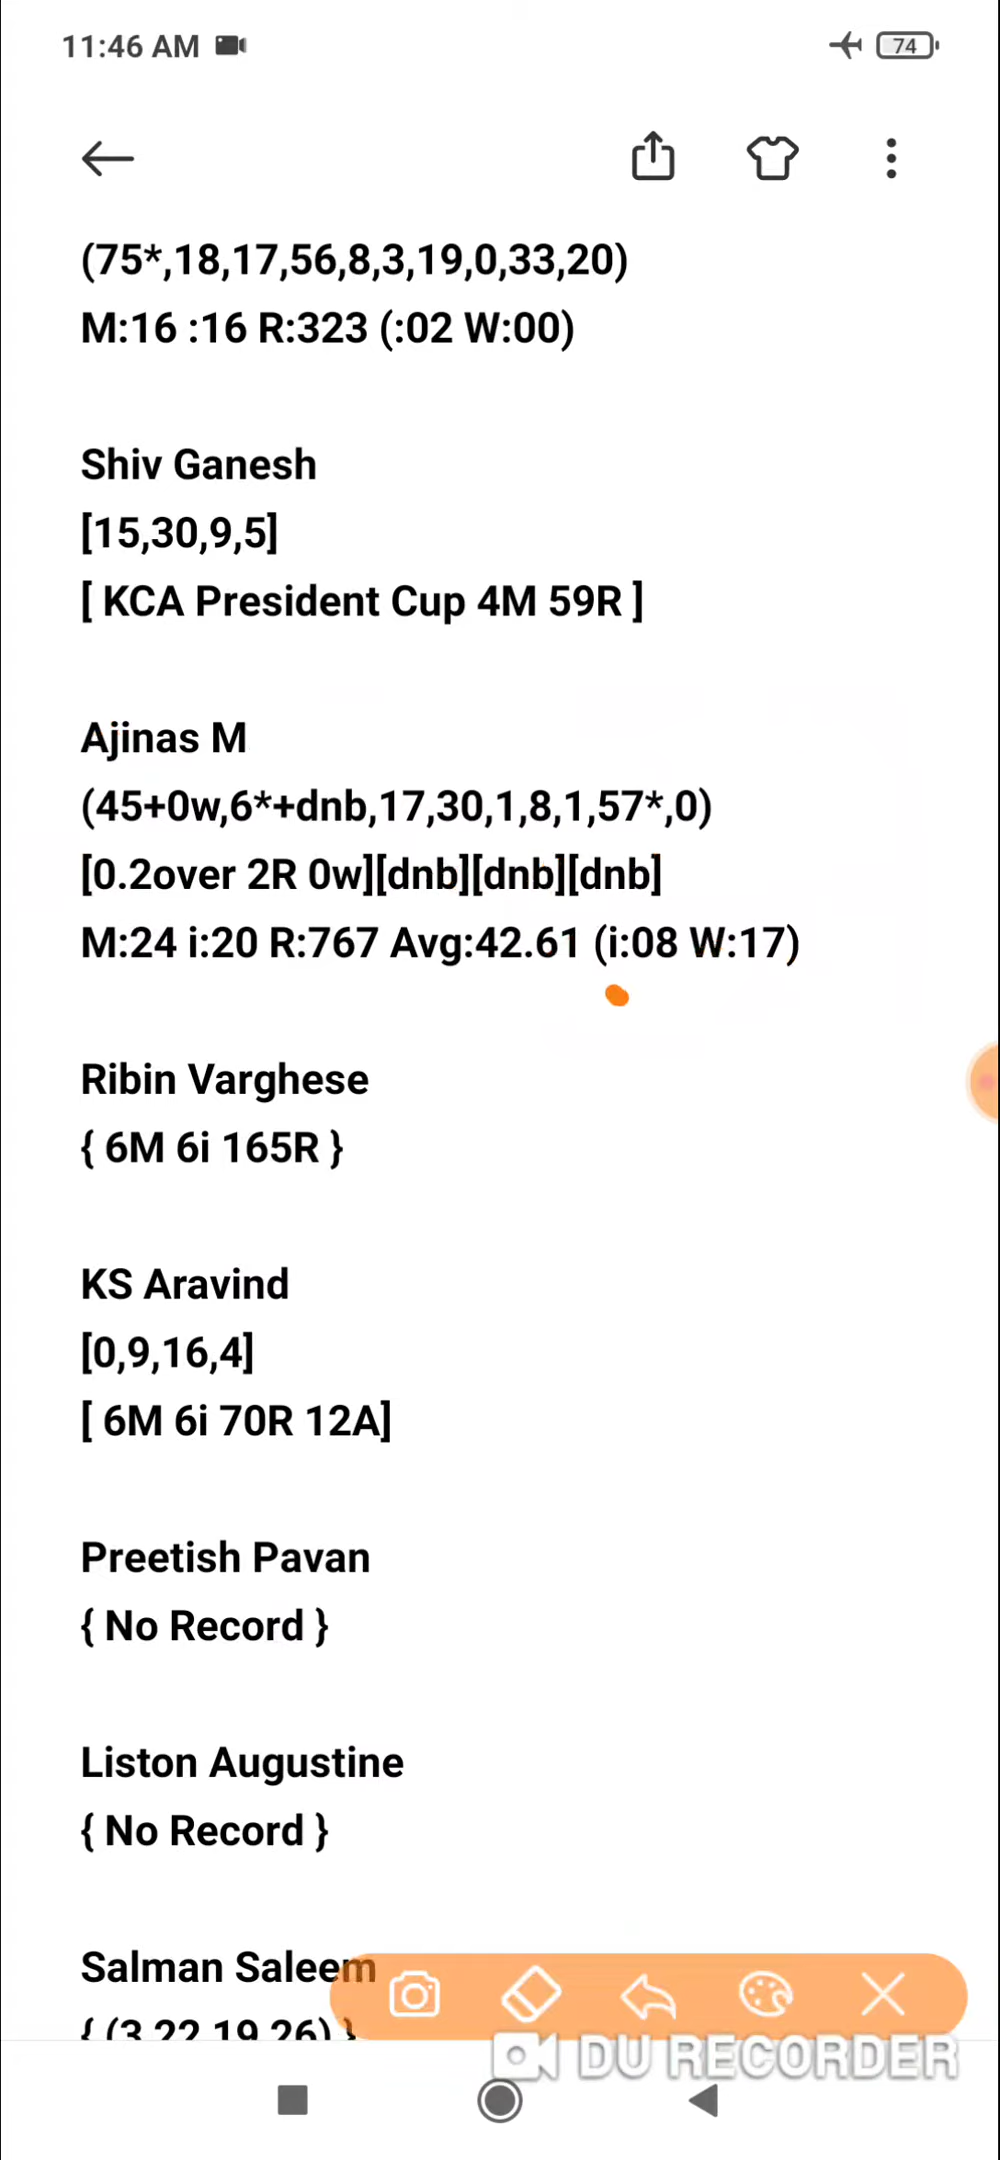 11:46 AM
74
(75*,18,17,56,8,3,19,0,33,20)
M:16 :16 R:323 (:02 W:00)
Shiv Ganesh
[15,30,9,5]
[ KCA President Cup 4M 59R ]
Ajinas M
(45+0w,6*+dnb,17,30,1,8,1,57*,0)
[0.2over 2R 0w][dnb][dnb][dnb]
M:24 i:20 R:767 Avg:42.61 (i:08 W:17)
Ribin Varghese
{ 6M 6i 165R }
KS Aravind
[0,9,16,4]
[ 6M 6i 70R 12A]
Preetish Pavan
{ No Record }
Liston Augustine
{ No Record }
Salman Saleem
{ (3,22,19,26) }
DU RECORDER